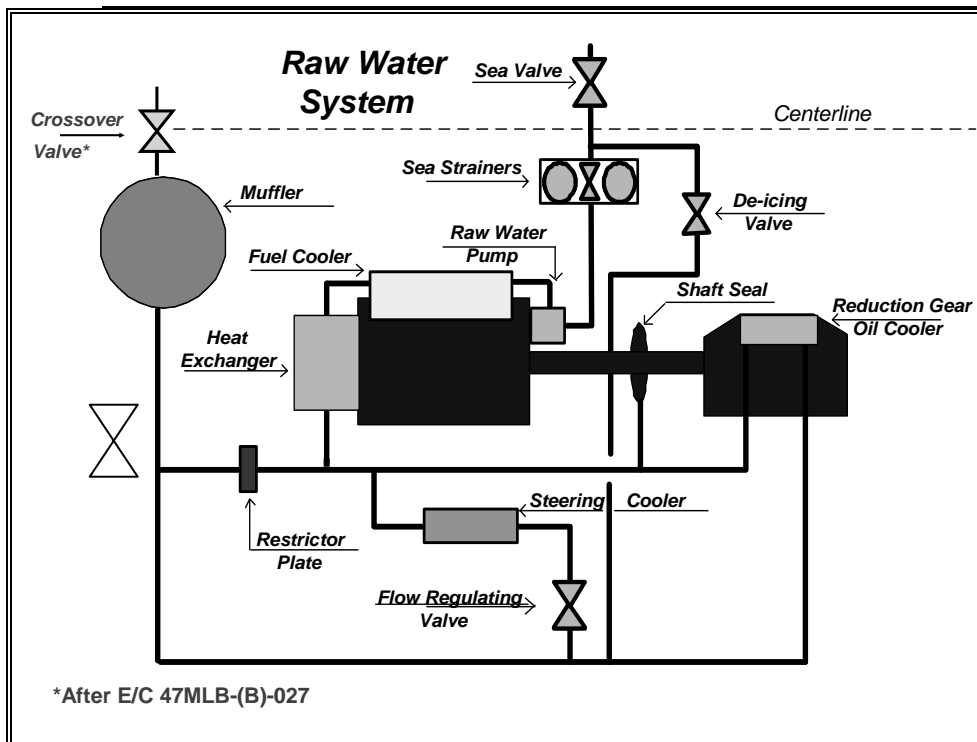 Raw Water
System
Sea Valve
Crossover
Valve*
Centerline
Sea Strainers
Muffler
De-icing
Valve
Raw Water
Pump
Fuel Cooler
Shaft Seal
Reduction Gear
Oil Cooler
Heat
Exchanger
Steering Cooler
Restrictor
Plate
Flow Regulating
Valve
*After E/C 47MLB-(B)-027